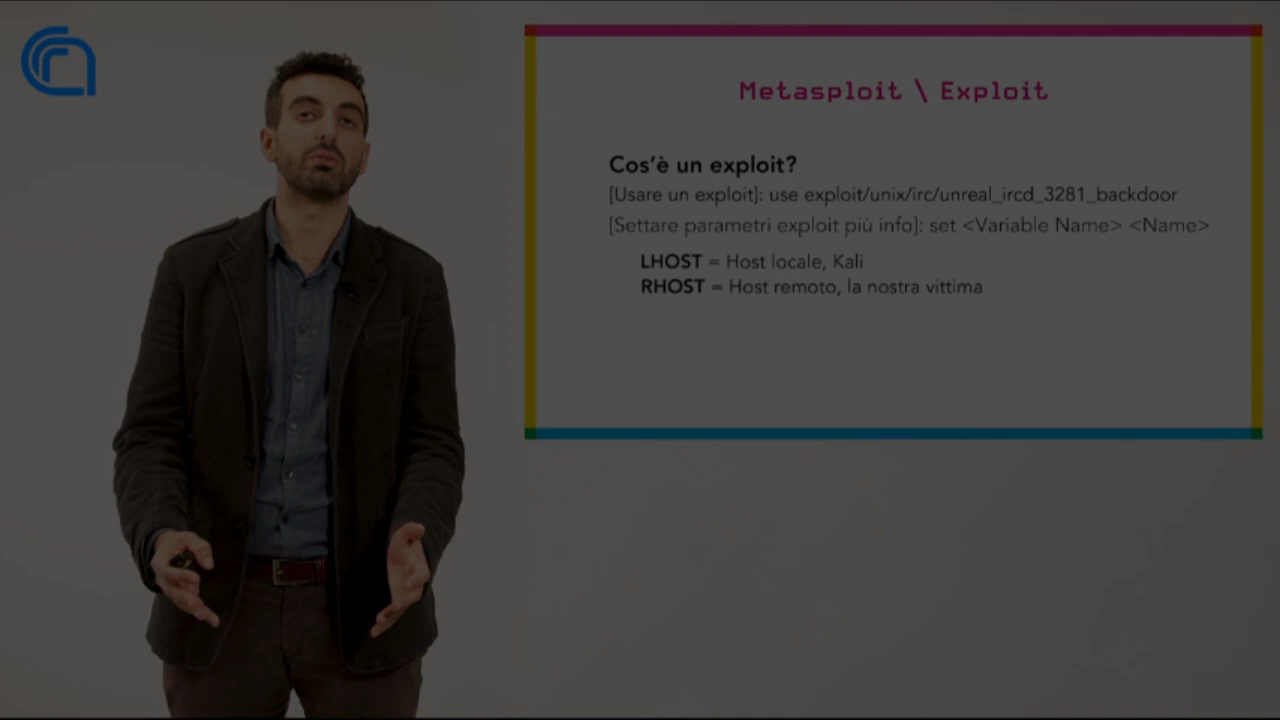 Metasploit \ Exploit
Cos'è un exploit?
[Usare un exploit]: use exploit/unix/irc/unreal_ircd_3281_backdoor
[Settare parametri exploit più info]: set <Variable Name> <Name>
LHOST = Host locale, Kali
RHOST = Host remoto, la nostra vittima